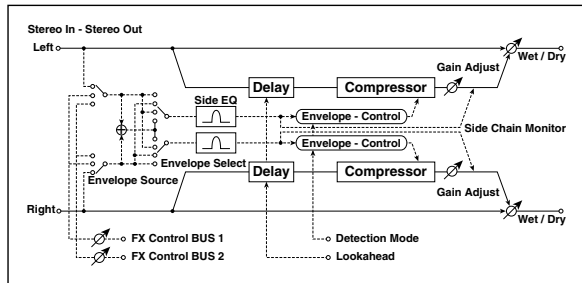 Stereo In - Stereo Out
Left
Wet / Dry
Gain Adjust
Delay
Compressor
Side EQ
Envelope - Control
Side Chain Monitor
Envelope - Control
Envelope Select
Envelope Source
Delay
Compressor
Gain Adjust
Right
Wet / Dry
FX Control BUS 1
Detection Mode
FX Control BUS 2
Lookahead